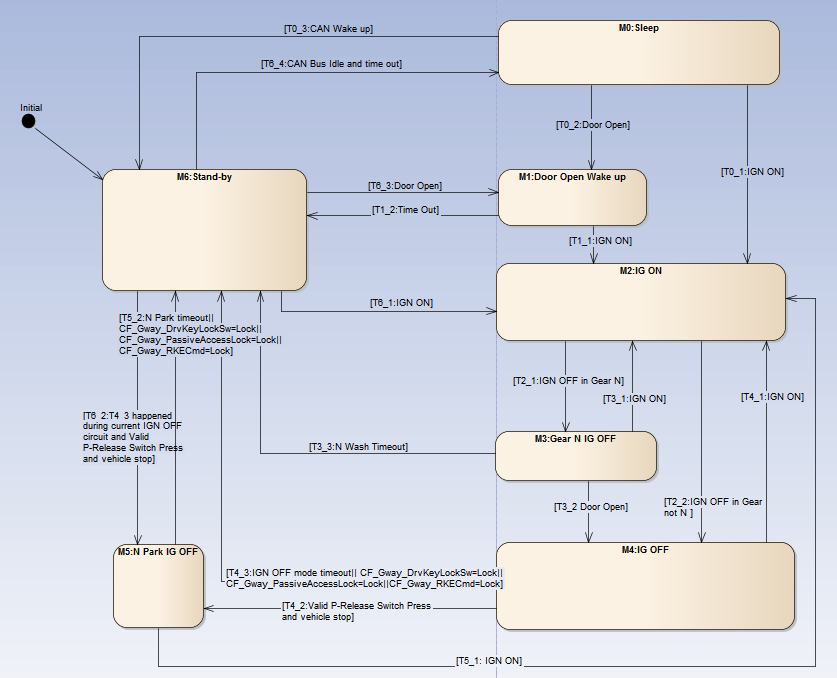 [T0_3:CAN Wake up]
M0:Sleep
[T6_4:CAN Bus Idle and time out]
Initial
[T0_2:Door Open]
[T0_1:IGN ON]
M6:Stand-by
M1:Door Open Wake up
[T6_3:Door Open]
[T1_2:Time Out]
[T1_1:IGN ON]
M2:IG ON
[T6_1:IGN ON]
[T5_2:N Park timeout||
CF_Gway_DrvKeyLockSw=Lock||
CF_Gway_PassiveAccessLock=Lock||
CF_Gway_RKECmd=Lock]
[T2_1:IGN OFF in Gear N]
[T3_1:IGN ON]
[T4_1:IGN ON]
[T6_2:T4_3 happened
during current IGN OFF
circuit and Valid
P-Release Switch Press
and vehicle stop]
M3:Gear N IG OFF
[T3_3:N Wash Timeout]
[T3_2 Door Open]
[T2_2:IGN OFF in Gear
not N ]
M5:N Park IG OFF
M4:IG OFF
[T4_3:IGN OFF mode timeout|| CF_Gway_DrvKeyLockSw=Lock||
CF_Gway_PassiveAccessLock=Lock||CF_Gway_RKECmd=Lock]
[T4_2:Valid P-Release Switch Press
and vehicle stop]
[T5_1: IGN ON]